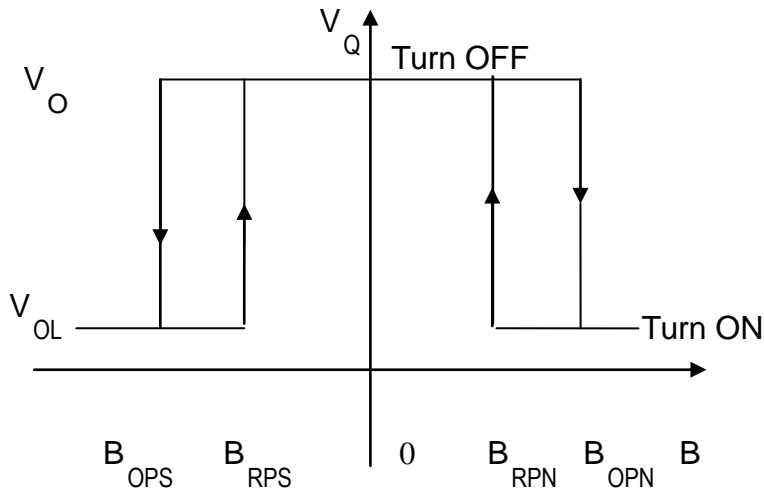 V Q
Turn OFF
V O
V OL
Turn ON
B OPS B RPS 0 B RPN B OPN B